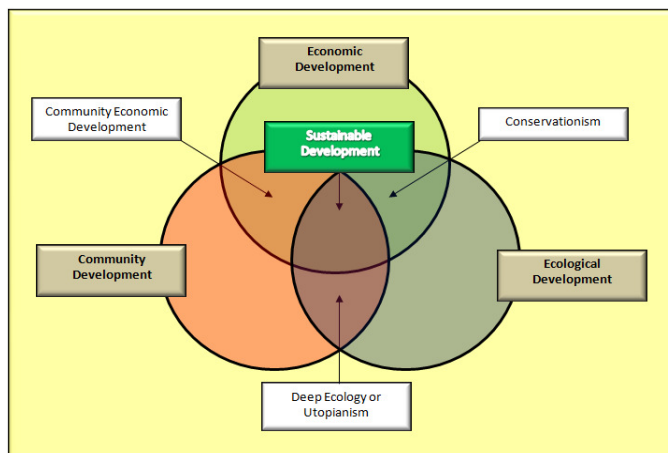 Economic
Development
Community Economic
Development
Sustainable
Development
Conservationism
Community
Development
Ecological
Development
Deep Ecology or
Utopianism